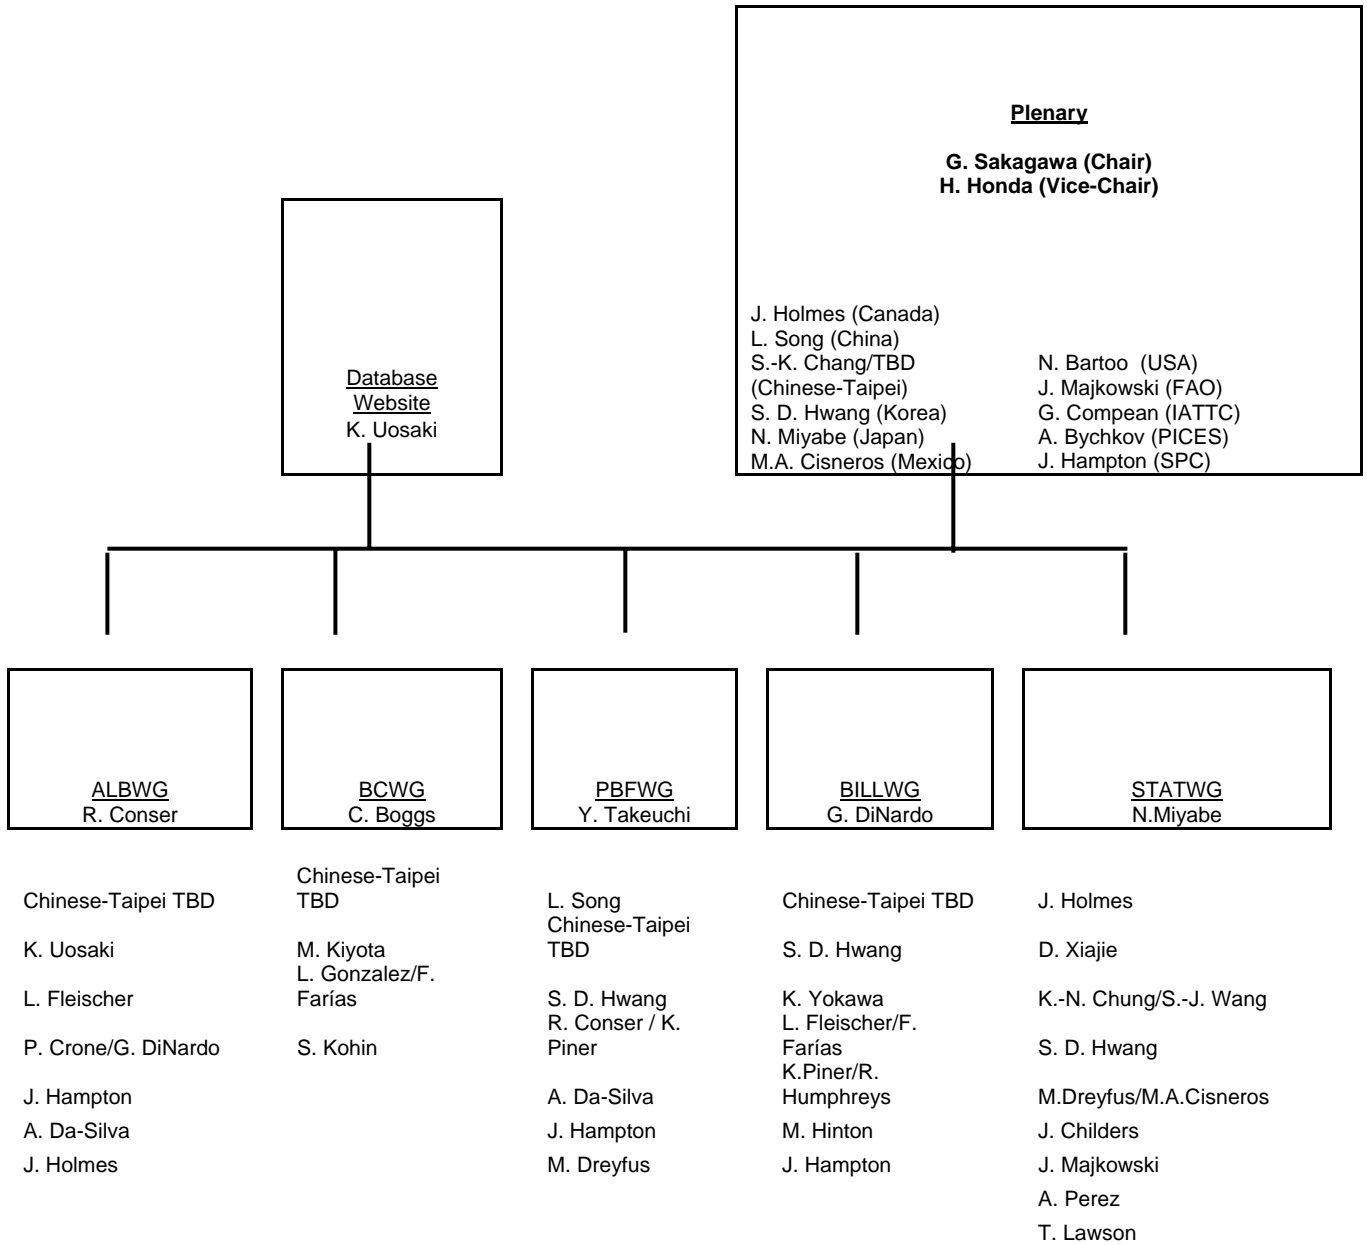 Plenary
G. Sakagawa (Chair)
H. Honda (Vice-Chair)
J. Holmes (Canada)
L. Song (China)
S.-K. Chang/TBD
(Chinese-Taipei)
S. D. Hwang (Korea)
N. Miyabe (Japan)
M.A. Cisneros (Mexico)
N. Bartoo  (USA)
J. Majkowski (FAO)
G. Compean (IATTC)
A. Bychkov (PICES)
J. Hampton (SPC)
Database
Website
K. Uosaki
ALBWG
R. Conser
Chinese-Taipei TBD
K. Uosaki
L. Fleischer
P. Crone/G. DiNardo
J. Hampton
A. Da-Silva
J. Holmes
BCWG
C. Boggs
Chinese-Taipei
TBD
M. Kiyota
L. Gonzalez/F.
Farías
S. Kohin
PBFWG
Y. Takeuchi
L. Song
Chinese-Taipei
TBD
S. D. Hwang
R. Conser / K.
Piner
A. Da-Silva
J. Hampton
M. Dreyfus
BILLWG
G. DiNardo
Chinese-Taipei TBD
S. D. Hwang
K. Yokawa
L. Fleischer/F.
Farías
K.Piner/R.
Humphreys
M. Hinton
J. Hampton
STATWG
N.Miyabe
J. Holmes
D. Xiajie
K.-N. Chung/S.-J. Wang
S. D. Hwang
M.Dreyfus/M.A.Cisneros
J. Childers
J. Majkowski
A. Perez
T. Lawson